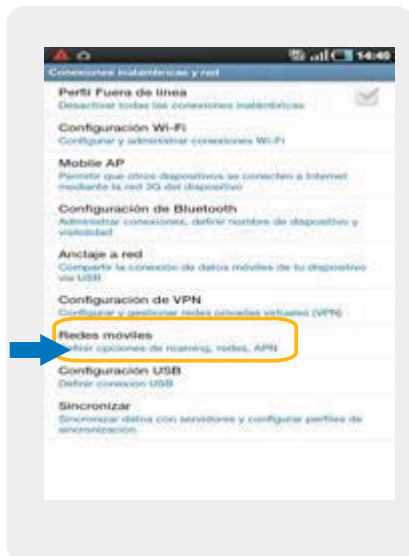 14:40
Conexiones inalámbricas y red
Perfil Fuera de línea
Desactivar todas las conexiones inalámbricas
Configuración Wi-Fi
Configurar y administrar conexiones Wi-Fi
Mobile AP
Permitir que otros dispositivos se conecten a Internet
mediante la red 3G del dispositivo
Configuración de Bluetooth
Administrar conexiones, definir nombre de dispositivo y
visibilidad
Anclaje a red
Compartir la conexión de datos móviles de tu dispositivo
vía USB
Configuración de VPN
Configurar y gestionar redes privadas virtuales (VPN)
Redes móviles
Definir opciones de roaming, redes, APN
Configuración USB
Definir conexión USB
Sincronizar
Sincronizar datos con servidores y configurar perfiles de
sincronización